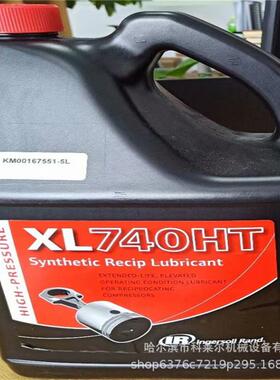 KM00167551-5L
HIGH-PRESSURE
XL740HT
Synthetic Recip Lubricant
EXTENDED-LIFE, ELEVATED
OPERATING CONDITION LUBRICANT
FOR RECIPROCATING
COMPRESSORS
IR Ingersoll Rand
哈尔滨市科莱尔机械设备有
shop6376c7219p295.168